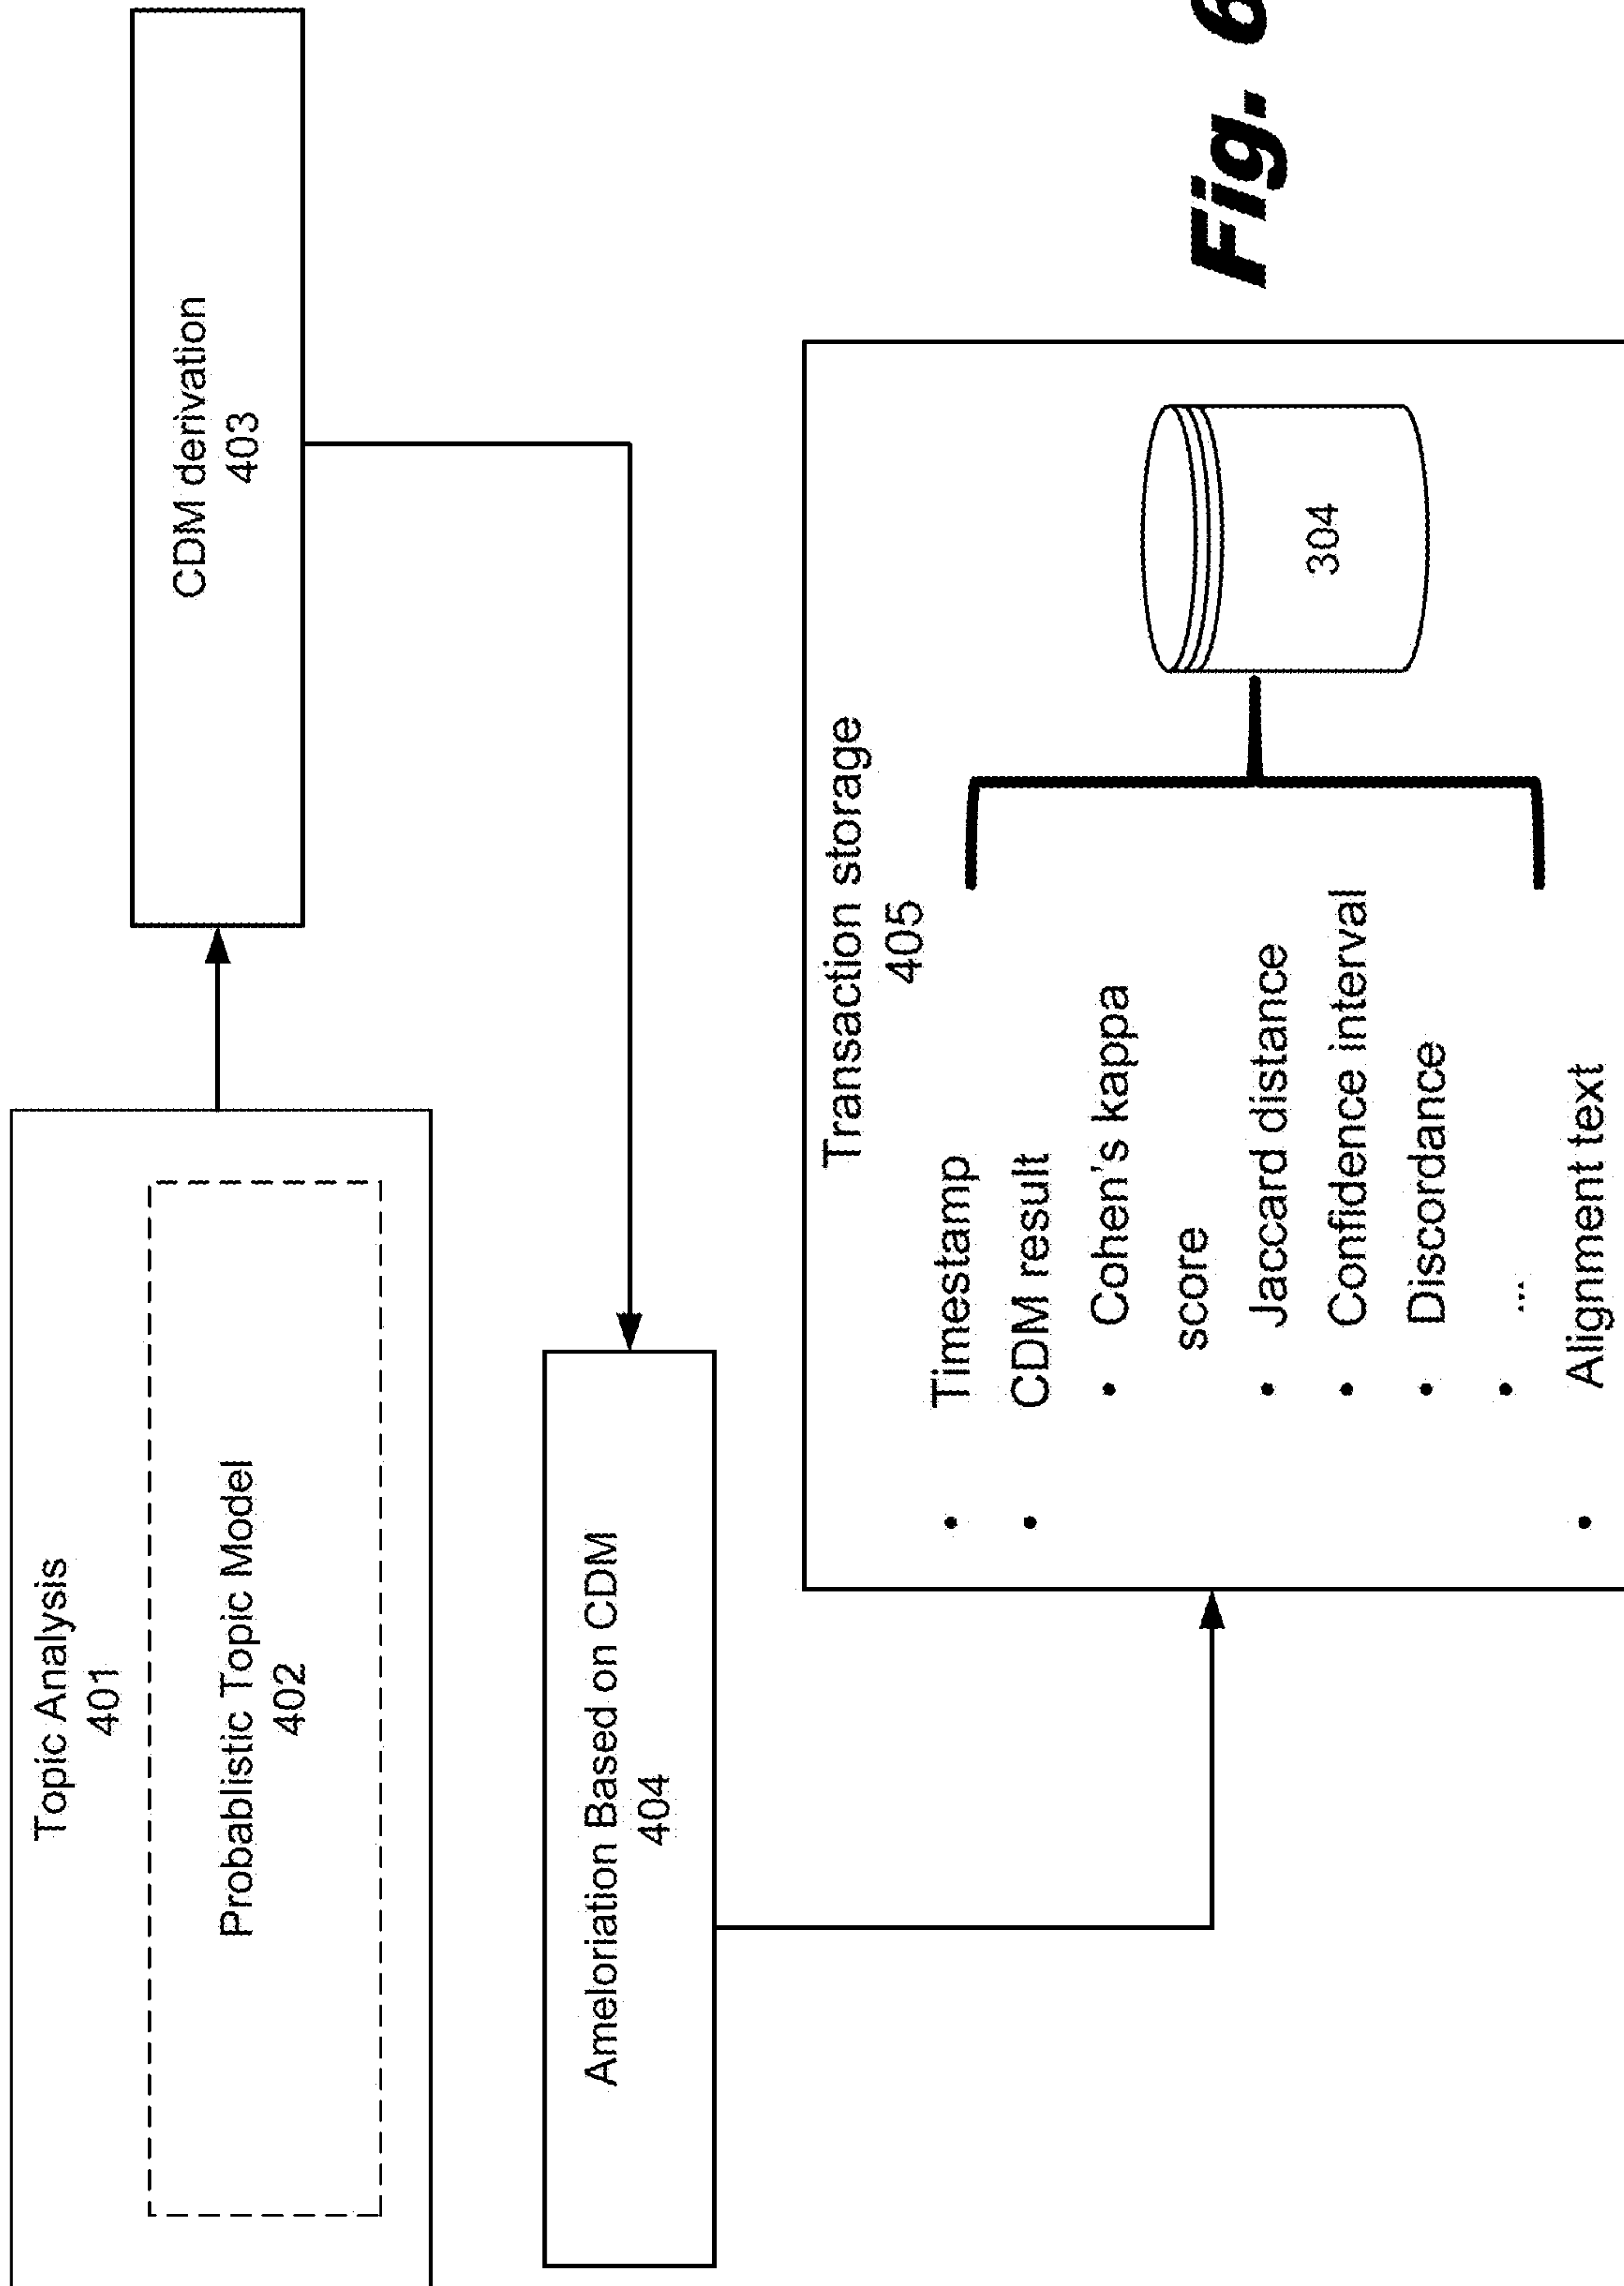 Topic Analysis
401
Probablistic Topic Model
402
CDM derivation
403
Ameloriation Based on CDM
404
Transaction storage
405
• Timestamp
• CDM result
• Cohen's kappa
score
• Jaccard distance
• Confidence interval
• Discordance
• ...
• Alignment text
304
Fig. 6